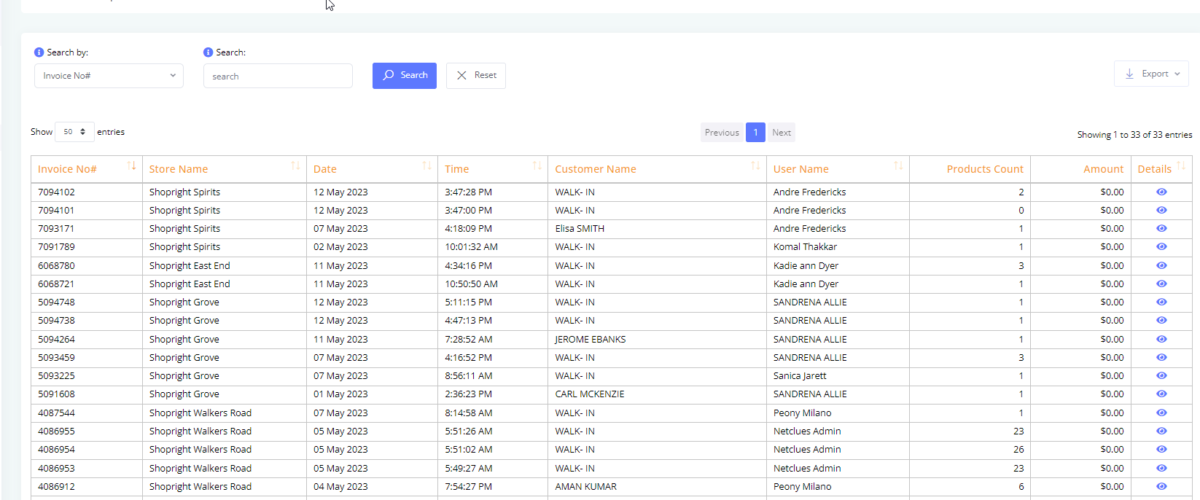 Search by:
Search:
Invoice No#
search
Search
Reset
Export
Show 50 entries
Previous 1 Next
Showing 1 to 33 of 33 entries
Invoice No# Store Name Date Time Customer Name User Name Products Count Amount Details
7094102 Shopright Spirits 12 May 2023 3:47:28 PM WALK- IN Andre Fredericks 2 $0.00
7094101 Shopright Spirits 12 May 2023 3:47:00 PM WALK- IN Andre Fredericks 0 $0.00
7093171 Shopright Spirits 07 May 2023 4:18:09 PM Elisa SMITH Andre Fredericks 1 $0.00
7091789 Shopright Spirits 02 May 2023 10:01:32 AM WALK- IN Komal Thakkar 1 $0.00
6068780 Shopright East End 11 May 2023 4:34:16 PM WALK- IN Kadie ann Dyer 3 $0.00
6068721 Shopright East End 11 May 2023 10:50:50 AM WALK- IN Kadie ann Dyer 1 $0.00
5094748 Shopright Grove 12 May 2023 5:11:15 PM WALK- IN SANDRENA ALLIE 1 $0.00
5094738 Shopright Grove 12 May 2023 4:47:13 PM WALK- IN SANDRENA ALLIE 1 $0.00
5094264 Shopright Grove 11 May 2023 7:28:52 AM JEROME EBANKS SANDRENA ALLIE 1 $0.00
5093459 Shopright Grove 07 May 2023 4:16:52 PM WALK- IN SANDRENA ALLIE 3 $0.00
5093225 Shopright Grove 07 May 2023 8:56:11 AM WALK- IN Sanica Jarett 1 $0.00
5091608 Shopright Grove 01 May 2023 2:36:23 PM CARL MCKENZIE SANDRENA ALLIE 1 $0.00
4087544 Shopright Walkers Road 07 May 2023 8:14:58 AM WALK- IN Peony Milano 1 $0.00
4086955 Shopright Walkers Road 05 May 2023 5:51:26 AM WALK- IN Netclues Admin 23 $0.00
4086954 Shopright Walkers Road 05 May 2023 5:51:02 AM WALK- IN Netclues Admin 26 $0.00
4086953 Shopright Walkers Road 05 May 2023 5:49:27 AM WALK- IN Netclues Admin 23 $0.00
4086912 Shopright Walkers Road 04 May 2023 7:54:27 PM AMAN KUMAR Peony Milano 6 $0.00